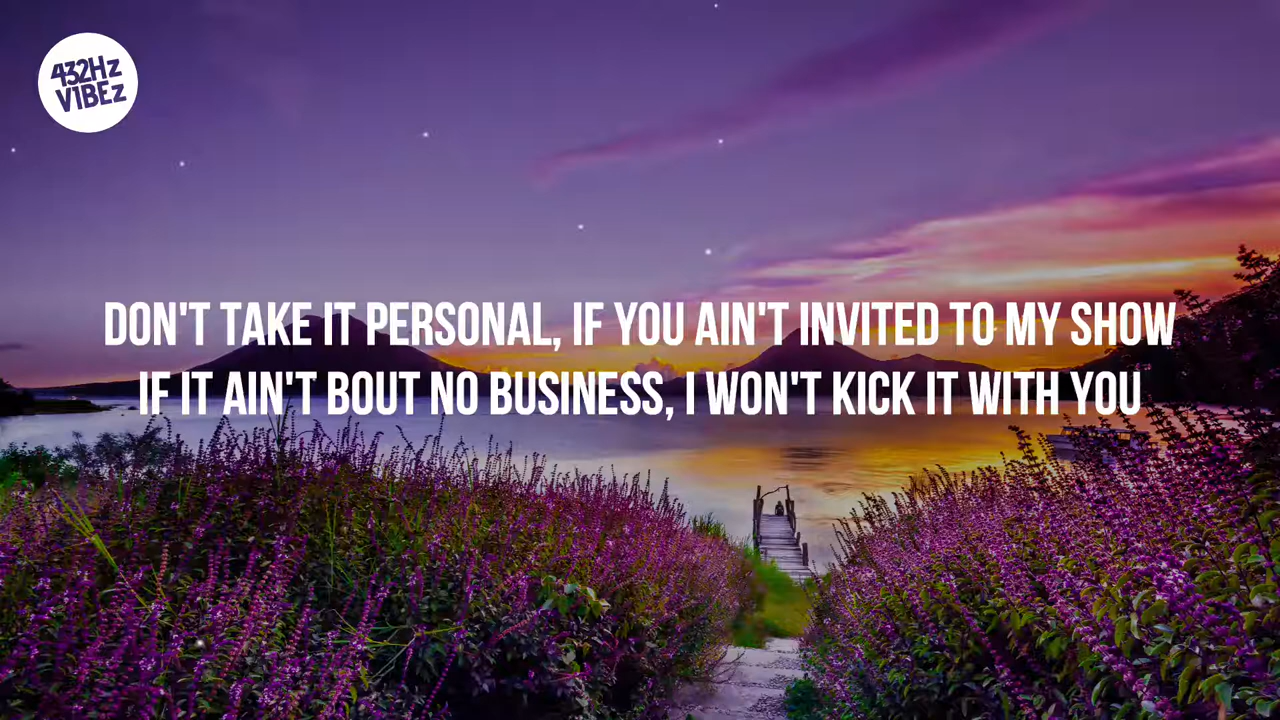 432Hz
VIBEz
DON'T TAKE IT PERSONAL, IF YOU AIN'T INVITED TO MY SHOW
IF IT AIN'T BOUT NO BUSINESS, I WON'T KICK IT WITH YOU